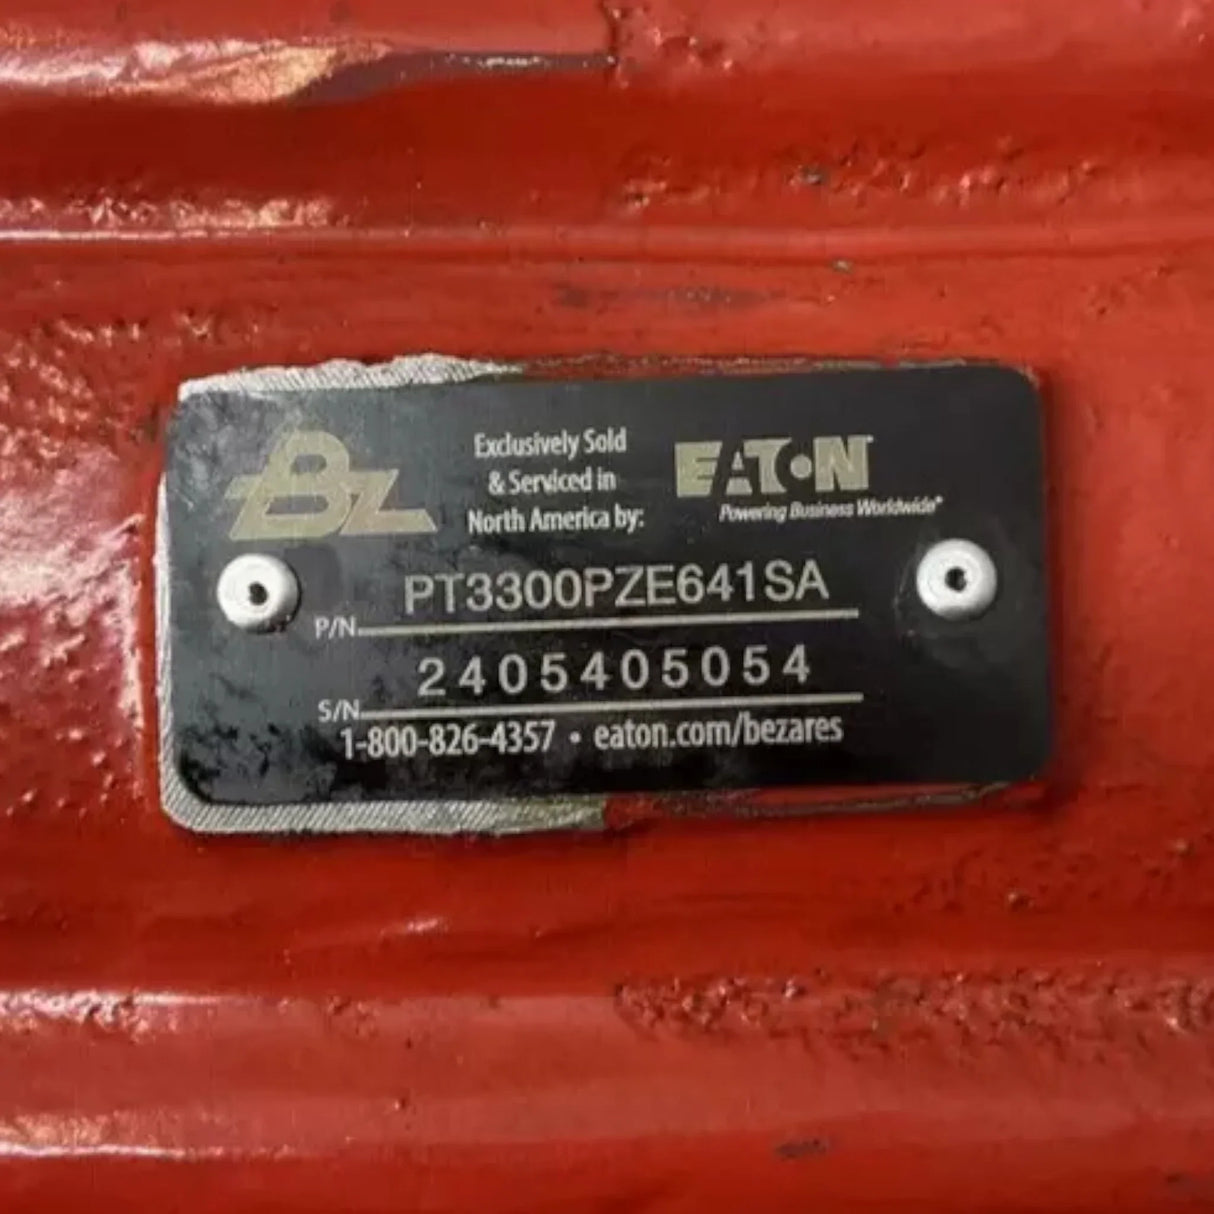 Bz
Exclusively Sold
& Serviced in
North America by:
EATON
Powering Business Worldwide®
P/N PT3300PZE641SA
S/N 2405405054
1-800-826-4357 • eaton.com/bezares